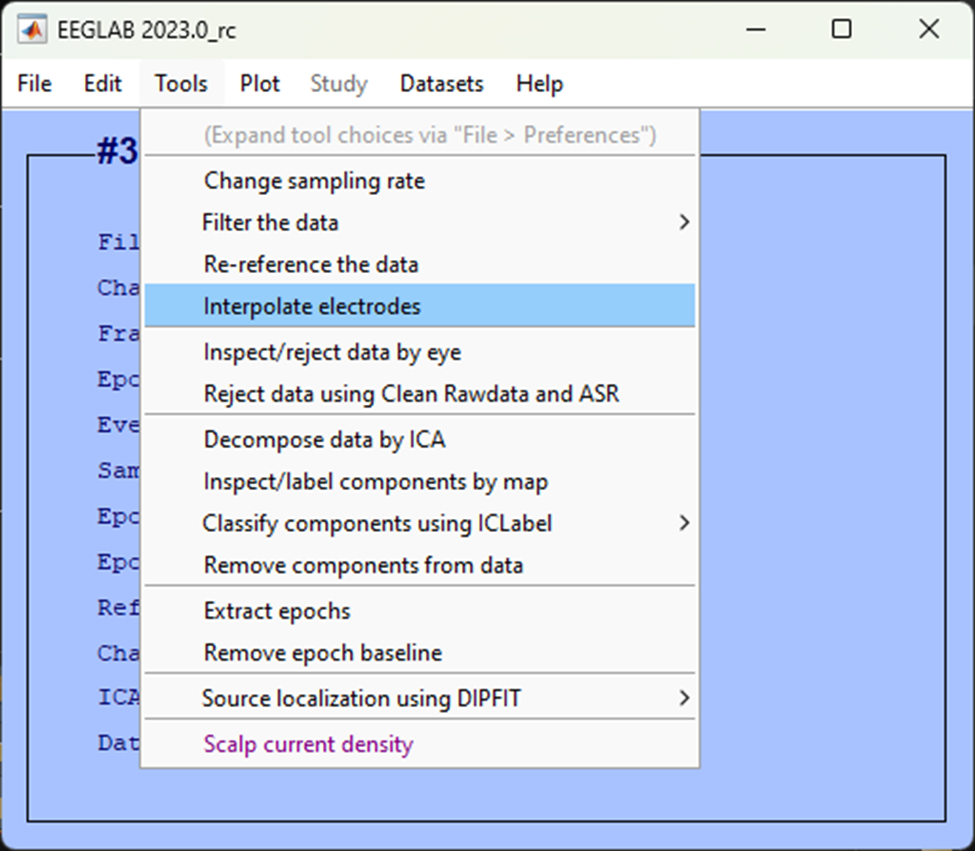 EEGLAB 2023.0_rc
File Edit Tools Plot Study Datasets Help
(Expand tool choices via "File > Preferences")
#3
Change sampling rate
Filter the data
Fil
Re-reference the data
Cha
Interpolate electrodes
Fra
Inspect/reject data by eye
Epo
Reject data using Clean Rawdata and ASR
Eve
Decompose data by ICA
Sam
Inspect/label components by map
Epo
Classify components using ICLabel
Epo
Remove components from data
Ref
Extract epochs
Cha
Remove epoch baseline
ICA
Source localization using DIPFIT
Dat
Scalp current density